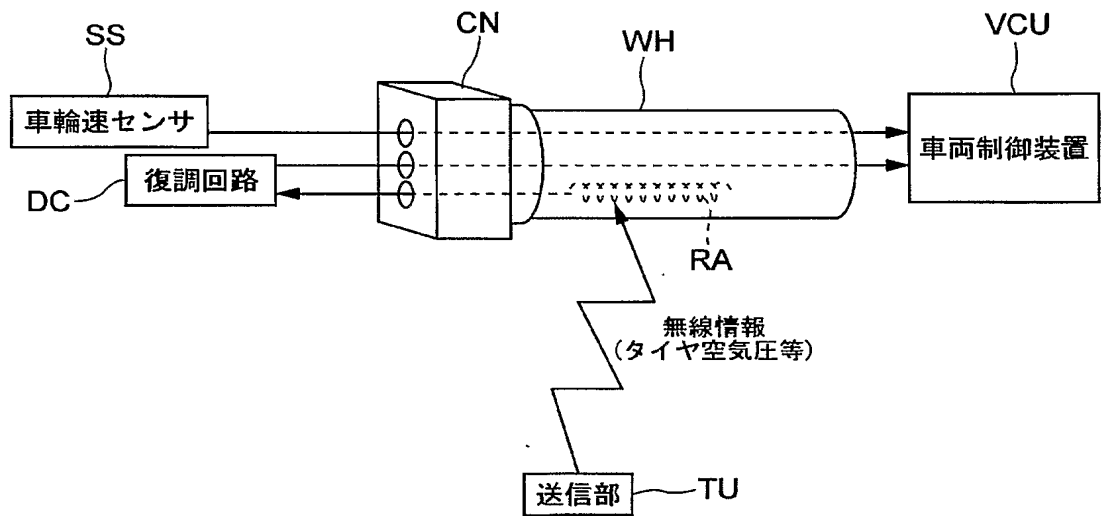 SS
CN
WH
VCU
車輪速センサ
復調回路
車両制御装置
DC
RA
無線情報
(タイヤ空気圧等)
送信部
TU